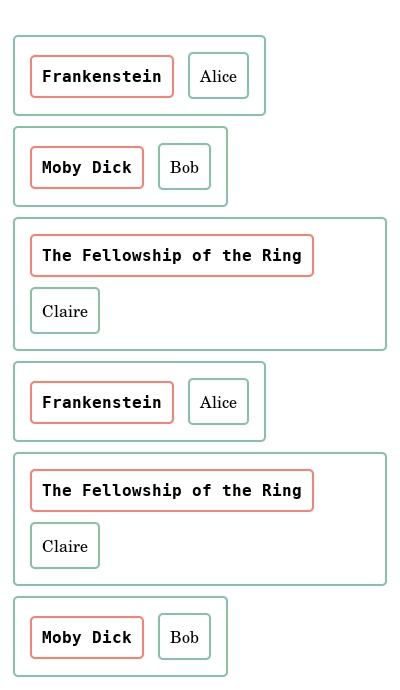 Frankenstein Alice
Moby Dick Bob
The Fellowship of the Ring
Claire
Frankenstein Alice
The Fellowship of the Ring
Claire
Moby Dick Bob